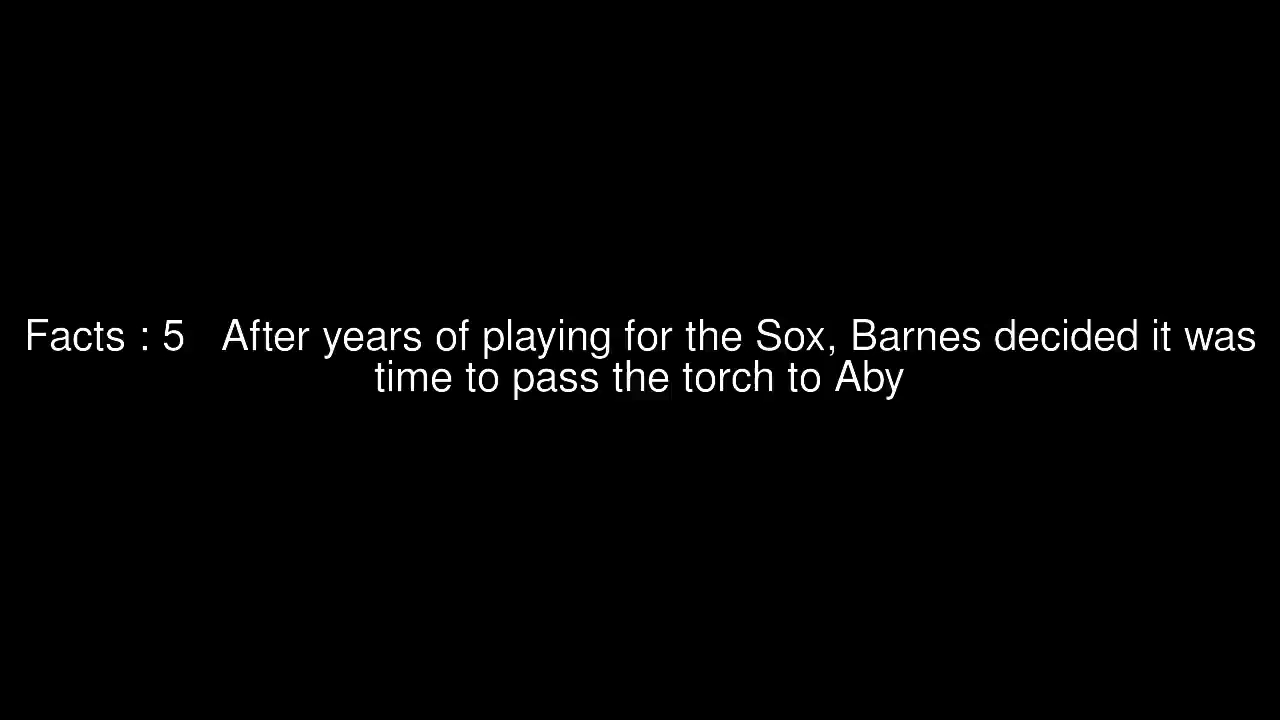 Facts : 5   After years of playing for the Sox, Barnes decided it was
time to pass the torch to Aby